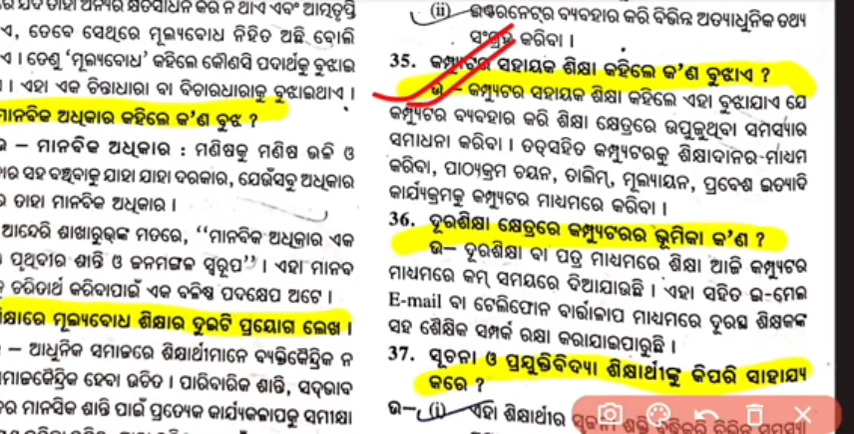 ଏ, ତେବେ ସେଥିରେ ମୂଲ୍ୟବୋଧ ନିହିତ ଅଛି ବୋଲି
ଏ । ତେଣୁ ‘ମୂଲ୍ୟବୋଧ’ କହିଲେ କୌଣସି ପଦାର୍ଥକୁ ବୁଝାଇ
। ଏହା ଏକ ଚିନ୍ତାଧାରା ବା ବିଚାରଧାରାକୁ ବୁଝାଇଥାଏ ।
ମାନବିକ ଅଧିକାର କହିଲେ କ’ଣ ବୁଝ ?
– ମାନବିକ ଅଧିକାର : ମଣିଷକୁ ମଣିଷ ଭଳି ଓ
ସହ ବଞ୍ଚିବାକୁ ଯାହା ଯାହା ଦରକାର, ଯେଉଁସବୁ ଅଧିକାର
ତାହା ମାନବିକ ଅଧିକାର ।
ଆନ୍ଦେରି ଶାଖାରୁଭ୍‌ଙ୍କ ମତରେ, ‘‘ମାନବିକ ଅଧିକାର ଏକ
ପୃଥିବୀର ଶାନ୍ତି ଓ ଜନମଙ୍ଗଳ ସ୍ୱରୂପ’’ । ଏହା ମାନବ
ଚରିତାର୍ଥ କରିବାପାଇଁ ଏକ ବଳିଷ୍ଠ ପଦକ୍ଷେପ ଅଟେ ।
ମୂଲ୍ୟବୋଧ ଶିକ୍ଷାର ଦୁଇଟି ପ୍ରୟୋଗ ଲେଖ ।
– ଆଧୁନିକ ସମାଜରେ ଶିକ୍ଷାର୍ଥୀମାନେ ବ୍ୟକ୍ତିକୈନ୍ଦ୍ରିକ ନ
ହେବା ଉଚିତ । ପାରିବାରିକ ଶାନ୍ତି, ସଦ୍‌ଭାବ
ମାନସିକ ଶାନ୍ତି ପାଇଁ ପ୍ରତ୍ୟେକ କାର୍ଯ୍ୟକଳାପକୁ ସମୀକ୍ଷା
(ii) ଇଣ୍ଟରନେଟ୍‌ର ବ୍ୟବହାର କରି ବିଭିନ୍ନ ଅତ୍ୟାଧୁନିକ ତଥ୍ୟ
ସଂଗ୍ରହ କରିବା ।
35. କମ୍ପ୍ୟୁଟର ସହାୟକ ଶିକ୍ଷା କହିଲେ କ’ଣ ବୁଝାଏ ?
ଉ – କମ୍ପ୍ୟୁଟର ସହାୟକ ଶିକ୍ଷା କହିଲେ ଏହା ବୁଝାଯାଏ ଯେ
କମ୍ପ୍ୟୁଟର ବ୍ୟବହାର କରି ଶିକ୍ଷା କ୍ଷେତ୍ରରେ ଉପୁଜୁଥିବା ସମସ୍ୟାର
ସମାଧାନ କରିବା । ତତ୍‌ସହିତ କମ୍ପ୍ୟୁଟରକୁ ଶିକ୍ଷାଦାନର-ମାଧ୍ୟମ
କରିବା, ପାଠ୍ୟକ୍ରମ ଚୟନ, ତାଲିମ୍, ମୂଲ୍ୟାୟନ, ପ୍ରବେଶ ଇତ୍ୟାଦି
କାର୍ଯ୍ୟକ୍ରମକୁ କମ୍ପ୍ୟୁଟର ମାଧ୍ୟମରେ କରିବା ।
36. ଦୂରଶିକ୍ଷା କ୍ଷେତ୍ରରେ କମ୍ପ୍ୟୁଟରର ଭୂମିକା କ’ଣ ?
ଉ– ଦୂରଶିକ୍ଷା ବା ପତ୍ର ମାଧ୍ୟମରେ ଶିକ୍ଷା ଆଜି କମ୍ପ୍ୟୁଟର
ମାଧ୍ୟମରେ କମ୍ ସମୟରେ ଦିଆଯାଉଛି । ଏହା ସହିତ ଇ-ମେଲ
E-mail ବା ଟେଲିଫୋନ ବାର୍ତ୍ତାଳାପ ମାଧ୍ୟମରେ ଦୂରସ୍ଥ ଶିକ୍ଷକଙ୍କ
ସହ ଶୈକ୍ଷିକ ସମ୍ପର୍କ ରକ୍ଷା କରାଯାଇପାରୁଛି ।
37. ସୂଚନା ଓ ପ୍ରଯୁକ୍ତିବିଦ୍ୟା ଶିକ୍ଷାର୍ଥୀଙ୍କୁ କିପରି ସାହାଯ୍ୟ
କରେ ?
ଉ– (i) ଏହା ଶିକ୍ଷାର୍ଥୀର